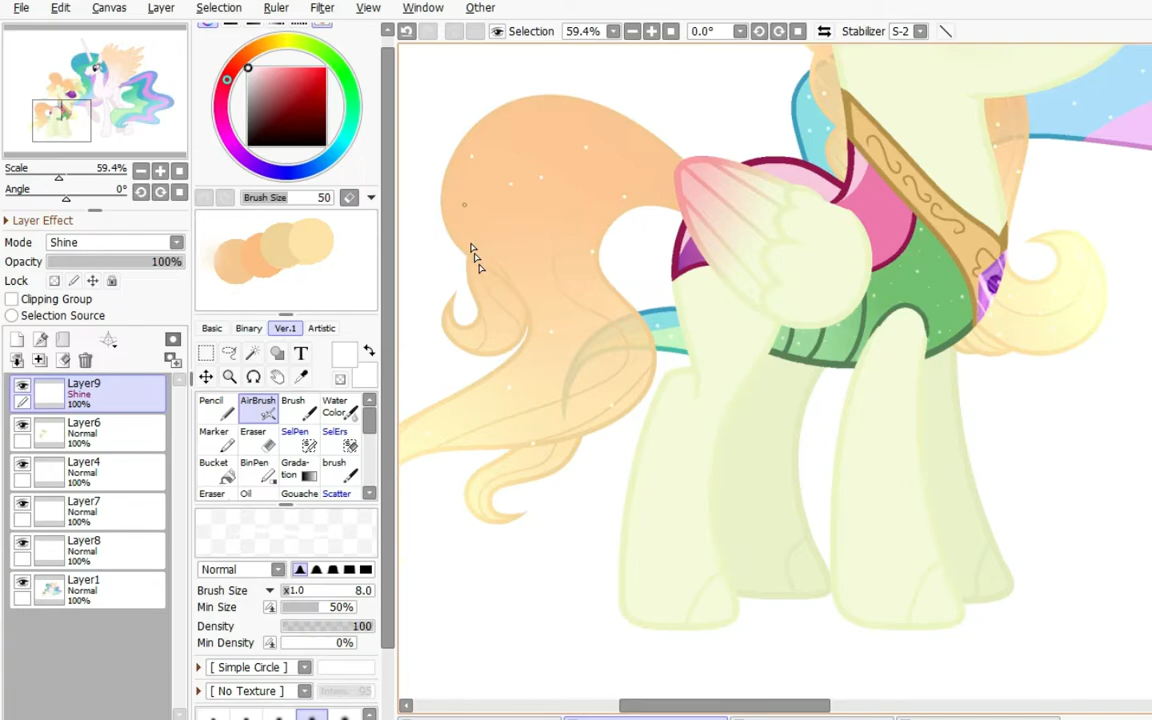 File Edit Canvas Layer Selection Ruler Filter View Window Other
Selection 59.4% 0.0° Stabilizer S-2
Scale 59.4%
Angle 0°
Layer Effect
Mode Shine
Opacity 100%
Lock
Clipping Group
Selection Source
Layer9
Shine
100%
Layer6
Normal
100%
Layer4
Normal
100%
Layer7
Normal
100%
Layer8
Normal
100%
Layer1
Normal
100%
Brush Size 50
Basic Binary Ver.1 Artistic
T
Pencil AirBrush Brush Water Color
Marker Eraser SelPen SelErs
Bucket BinPen Grada-tion brush
Eraser Oil Gouache Scatter
Normal
Brush Size x1.0 8.0
Min Size 50%
Density 100
Min Density 0%
[ Simple Circle ]
[ No Texture ] Intens. 95